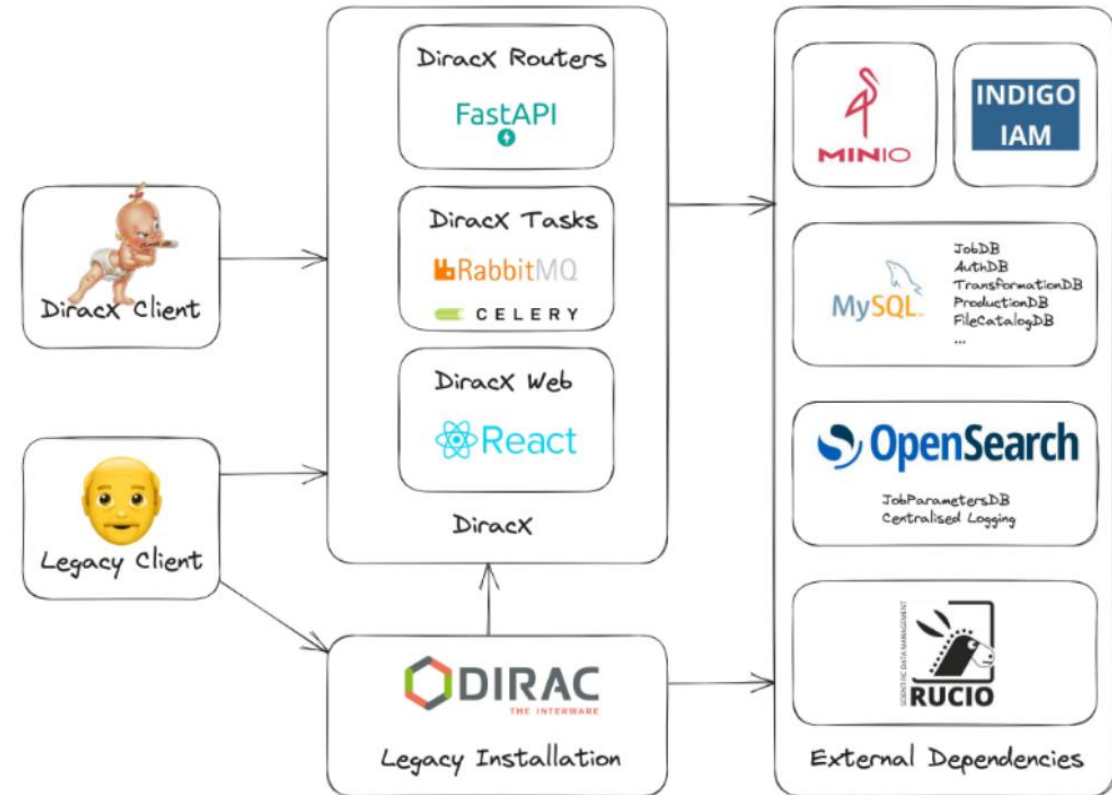 DiracX Client
Legacy Client
DiracX Routers
FastAPI
DiracX Tasks
RabbitMQ
CELERY
DiracX Web
React
DiracX
DIRAC
THE INTERWARE
Legacy Installation
MINIO
INDIGO
IAM
MySQL
JobDB
AuthDB
TransformationDB
ProductionDB
FileCatalogDB
...
OpenSearch
JobParametersDB
Centralised Logging
SCIENTIFIC DATA MANAGEMENT
RUCIO
External Dependencies